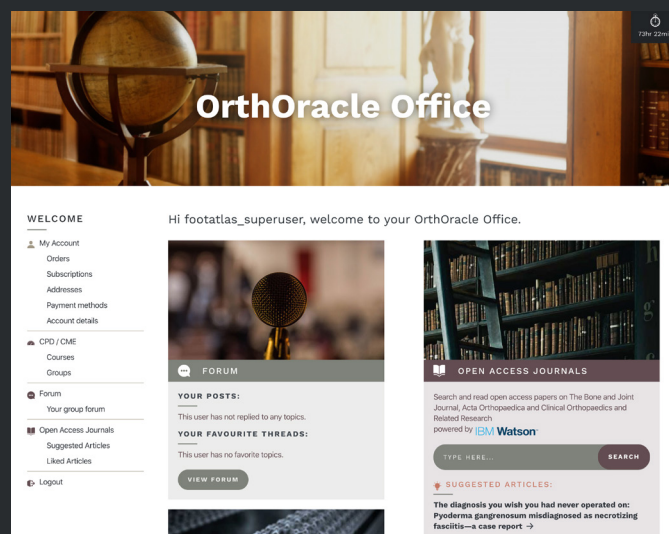 73hr 22mi
OrthOracle Office
WELCOME
My Account
Orders
Subscriptions
Addresses
Payment methods
Account details
CPD / CME
Courses
Groups
Forum
Your group forum
Open Access Journals
Suggested Articles
Liked Articles
Logout
Hi footatlas_superuser, welcome to your OrthOracle Office.
FORUM
YOUR POSTS:
This user has not replied to any topics.
YOUR FAVOURITE THREADS:
This user has no favorite topics.
VIEW FORUM
OPEN ACCESS JOURNALS
Search and read open access papers on The Bone and Joint
Journal, Acta Orthopaedica and Clinical Orthopaedics and
Related Research
powered by IBM Watson
TYPE HERE...
SEARCH
SUGGESTED ARTICLES:
The diagnosis you wish you had never operated on:
Pyoderma gangrenosum misdiagnosed as necrotizing
fasciitis—a case report →